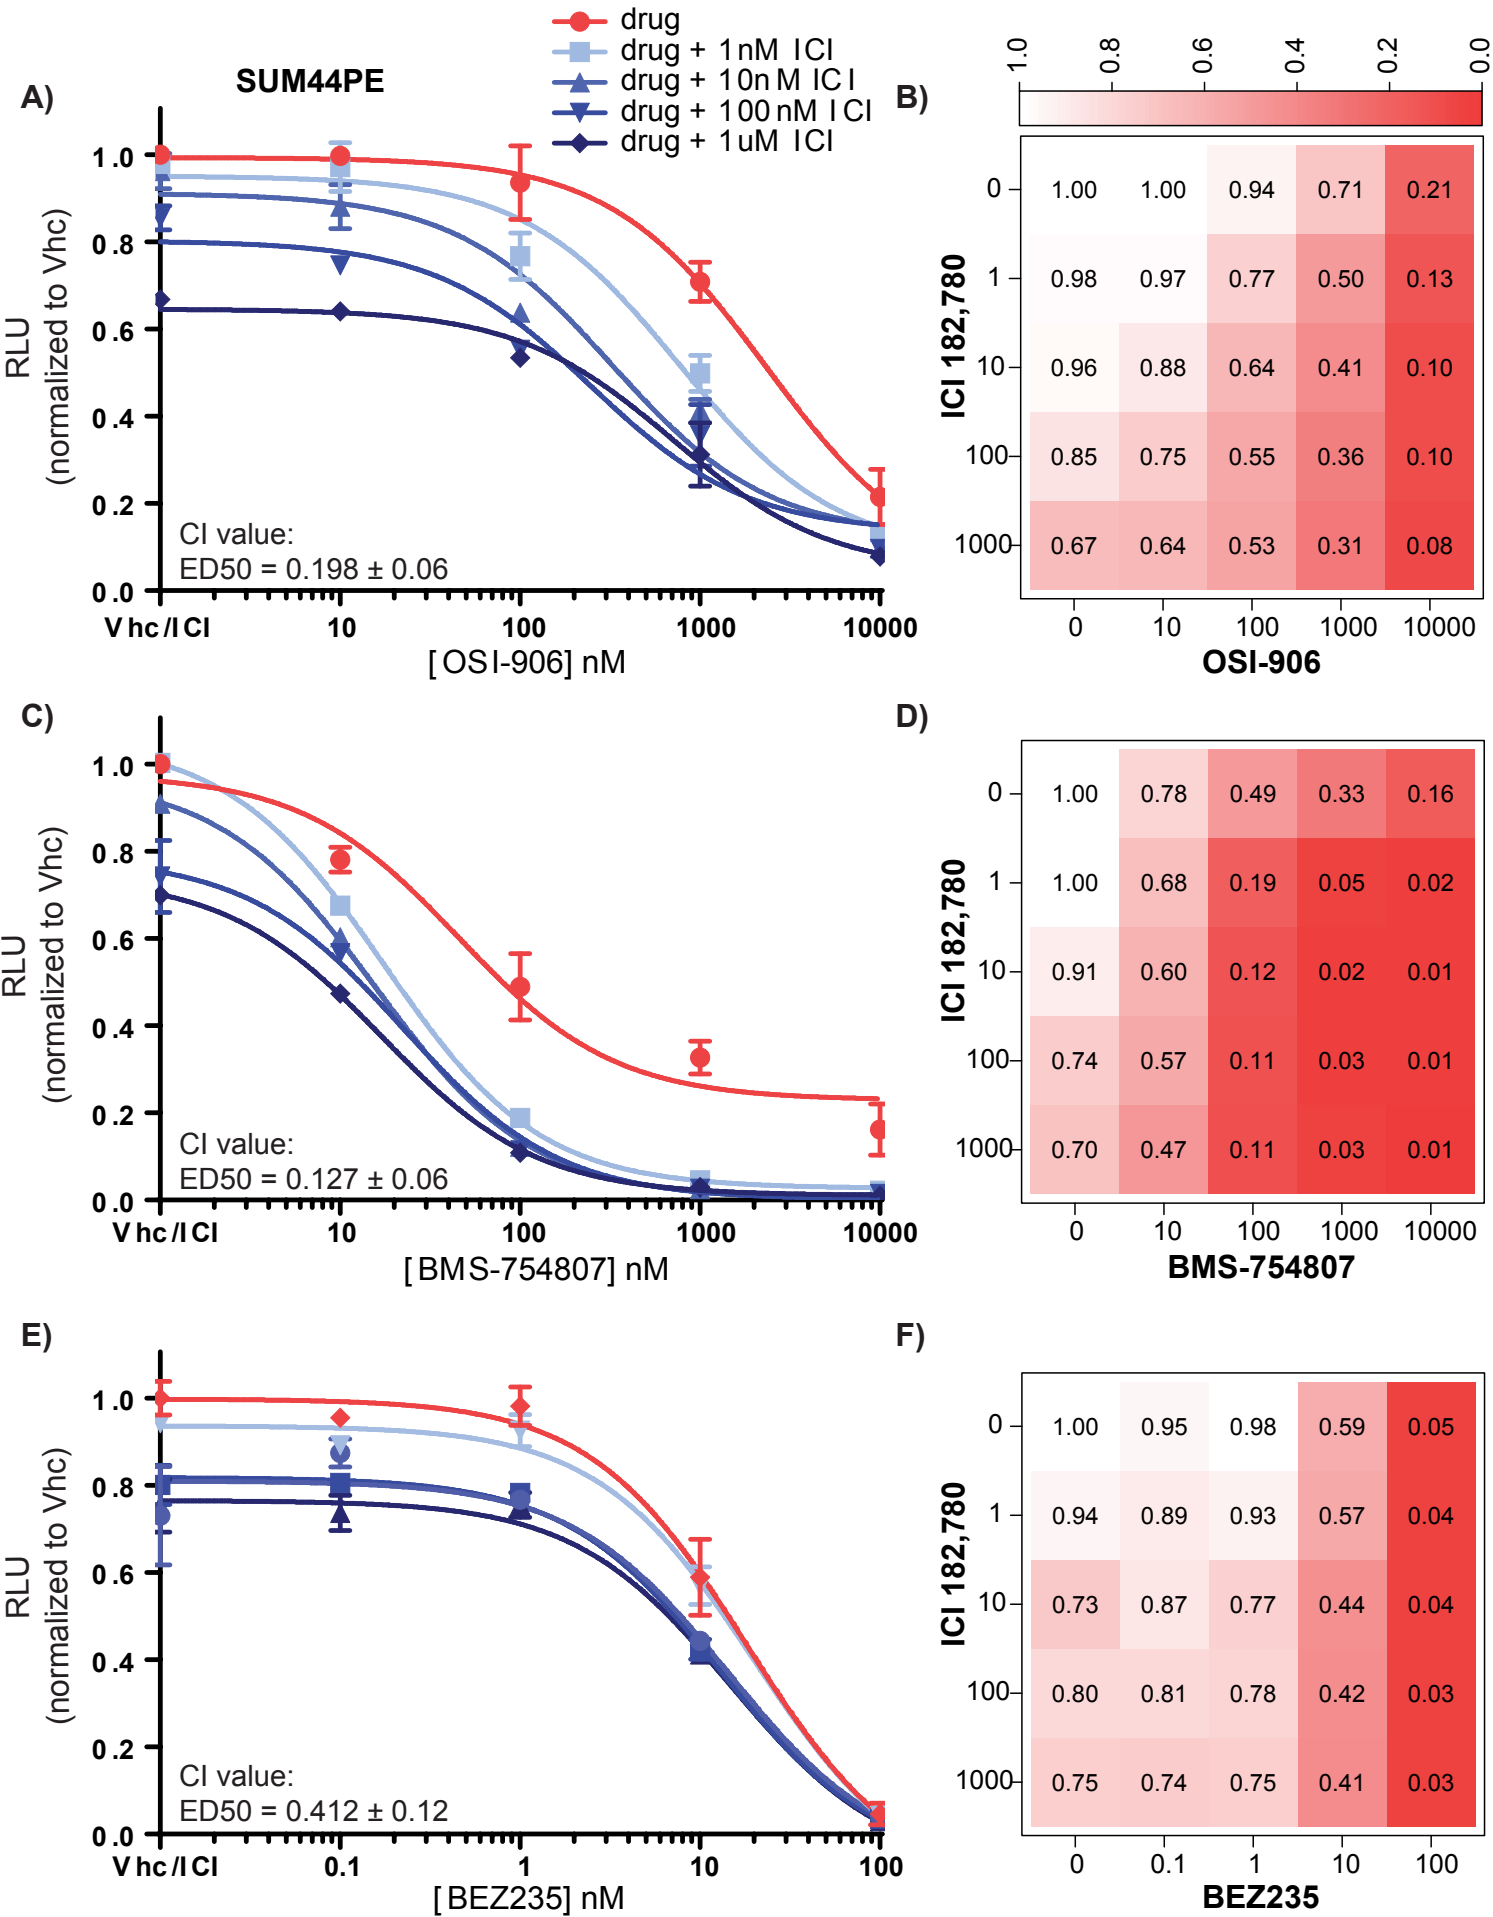 drug
drug + 1nM ICI
drug + 10nM ICI
drug + 100nM ICI
drug + 1uM ICI
A)
SUM44PE
RLU
(normalized to Vhc)
1.0
0.8
0.6
0.4
0.2
0.0
CI value:
ED50 = 0.198 ± 0.06
Vhc/ICI 10 100 1000 10000
[OSI-906] nM
B)
1.0 0.8 0.6 0.4 0.2 0.0
ICI 182,780
0 1.00 1.00 0.94 0.71 0.21
1 0.98 0.97 0.77 0.50 0.13
10 0.96 0.88 0.64 0.41 0.10
100 0.85 0.75 0.55 0.36 0.10
1000 0.67 0.64 0.53 0.31 0.08
0 10 100 1000 10000
OSI-906
C)
RLU
(normalized to Vhc)
1.0
0.8
0.6
0.4
0.2
0.0
CI value:
ED50 = 0.127 ± 0.06
Vhc/ICI 10 100 1000 10000
[BMS-754807] nM
D)
ICI 182,780
0 1.00 0.78 0.49 0.33 0.16
1 1.00 0.68 0.19 0.05 0.02
10 0.91 0.60 0.12 0.02 0.01
100 0.74 0.57 0.11 0.03 0.01
1000 0.70 0.47 0.11 0.03 0.01
0 10 100 1000 10000
BMS-754807
E)
RLU
(normalized to Vhc)
1.0
0.8
0.6
0.4
0.2
0.0
CI value:
ED50 = 0.412 ± 0.12
Vhc/ICI 0.1 1 10 100
[BEZ235] nM
F)
ICI 182,780
0 1.00 0.95 0.98 0.59 0.05
1 0.94 0.89 0.93 0.57 0.04
10 0.73 0.87 0.77 0.44 0.04
100 0.80 0.81 0.78 0.42 0.03
1000 0.75 0.74 0.75 0.41 0.03
0 0.1 1 10 100
BEZ235